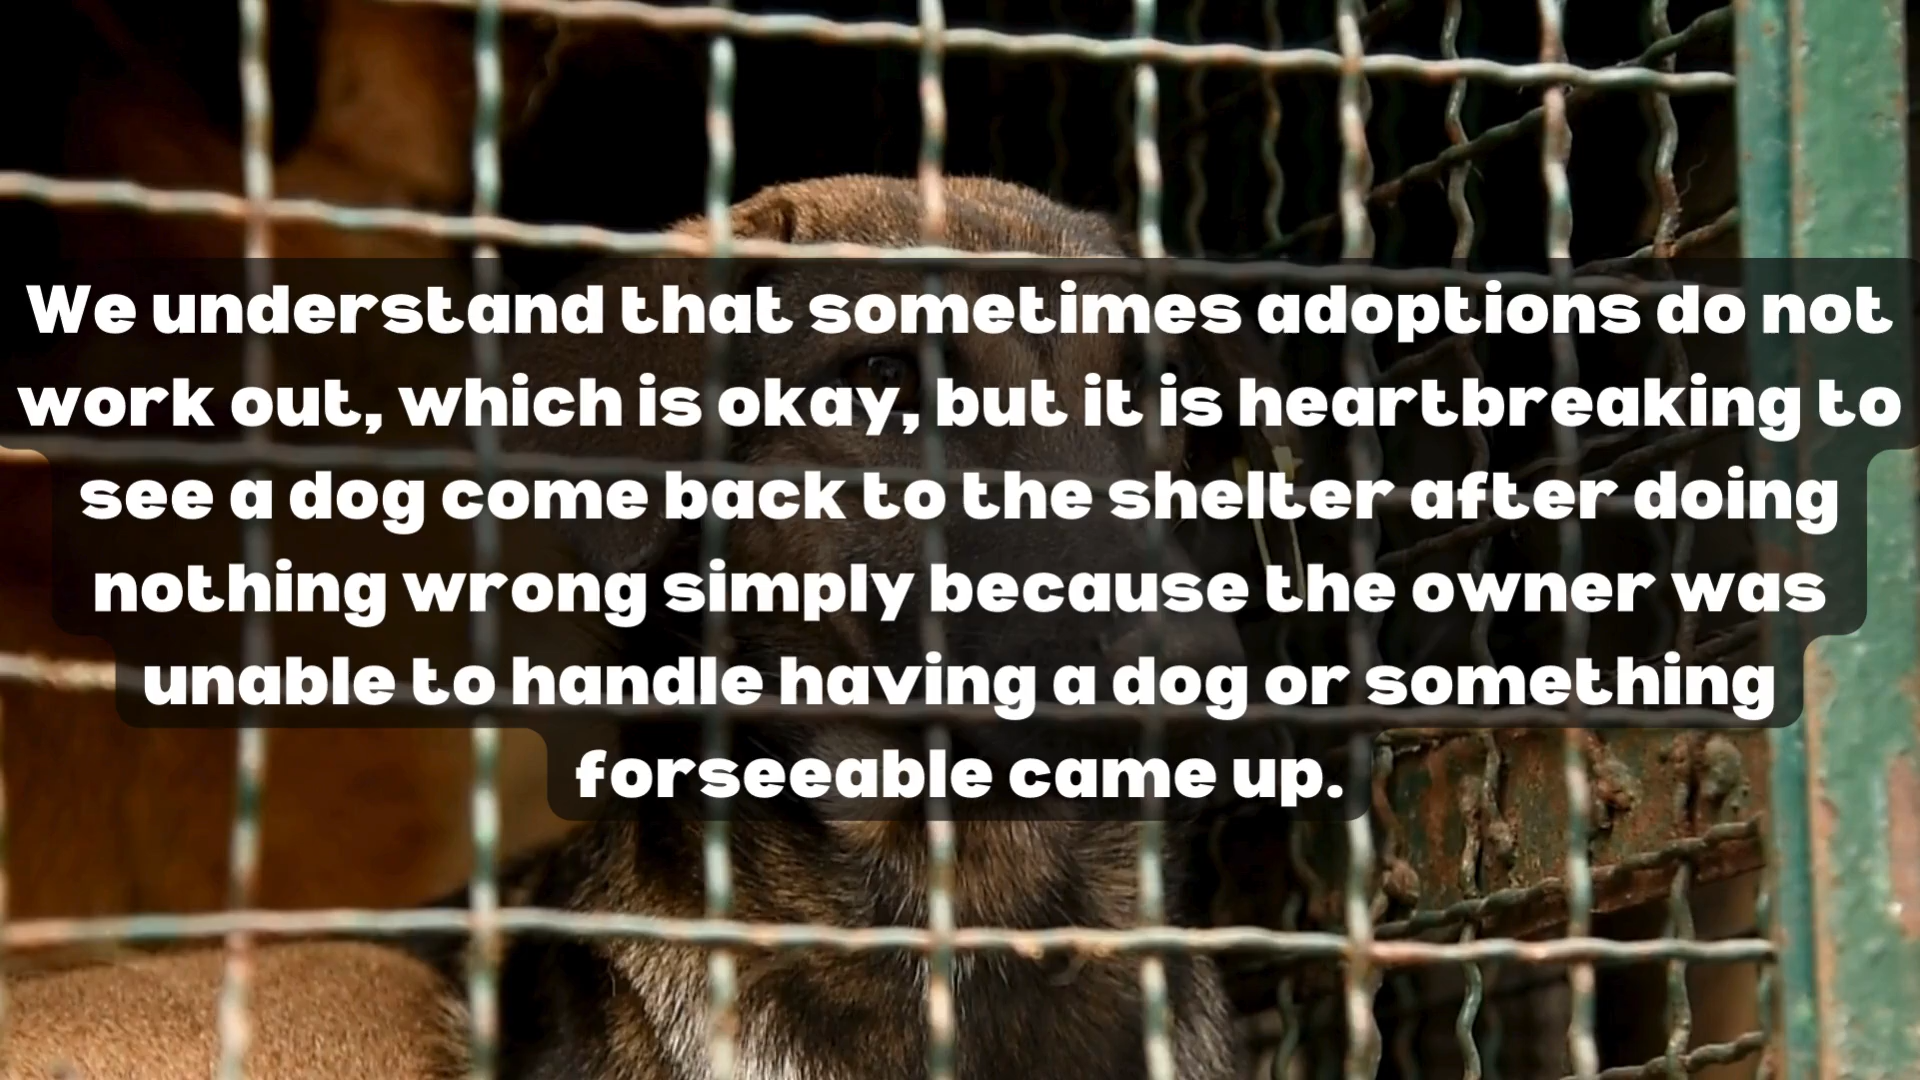 We understand that sometimes adoptions do not
work out, which is okay, but it is heartbreaking to
see a dog come back to the shelter after doing
nothing wrong simply because the owner was
unable to handle having a dog or something
forseeable came up.